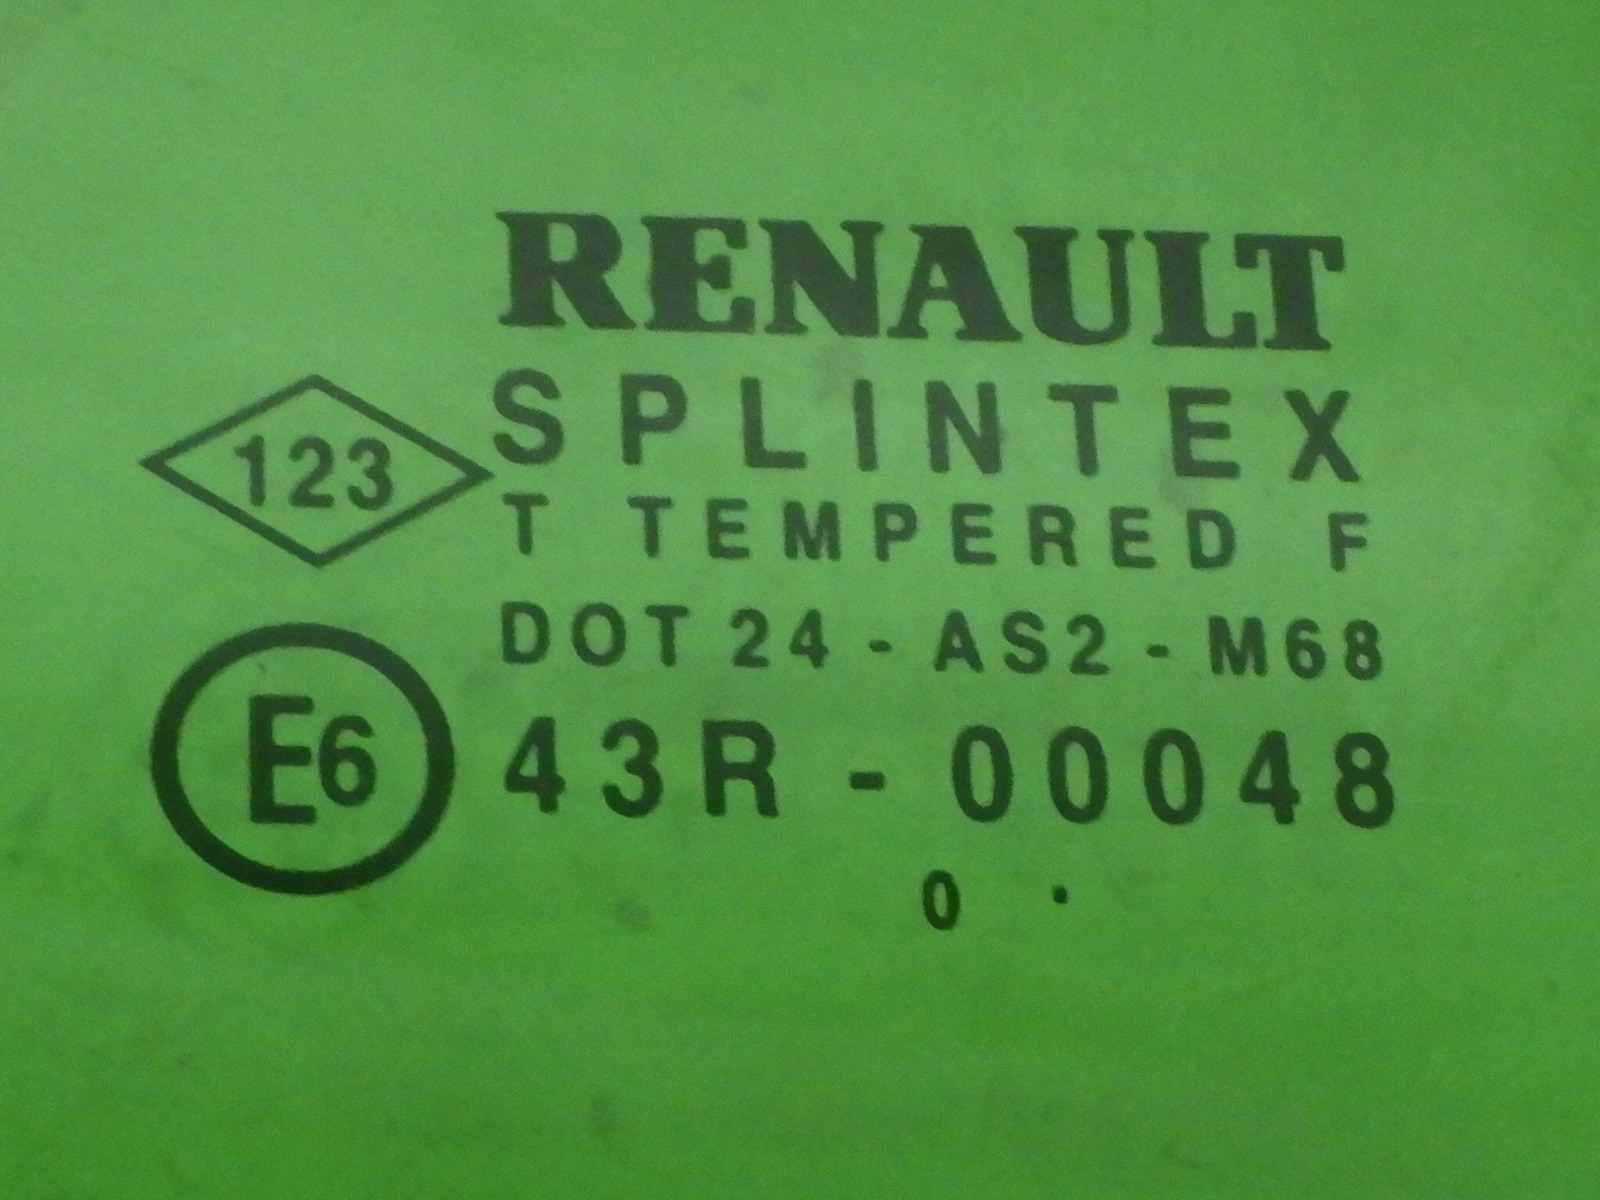 RENAULT
123
SPLINTEX
T TEMPERED F
DOT 24 - AS2 - M68
E6
43R - 00048
0 .